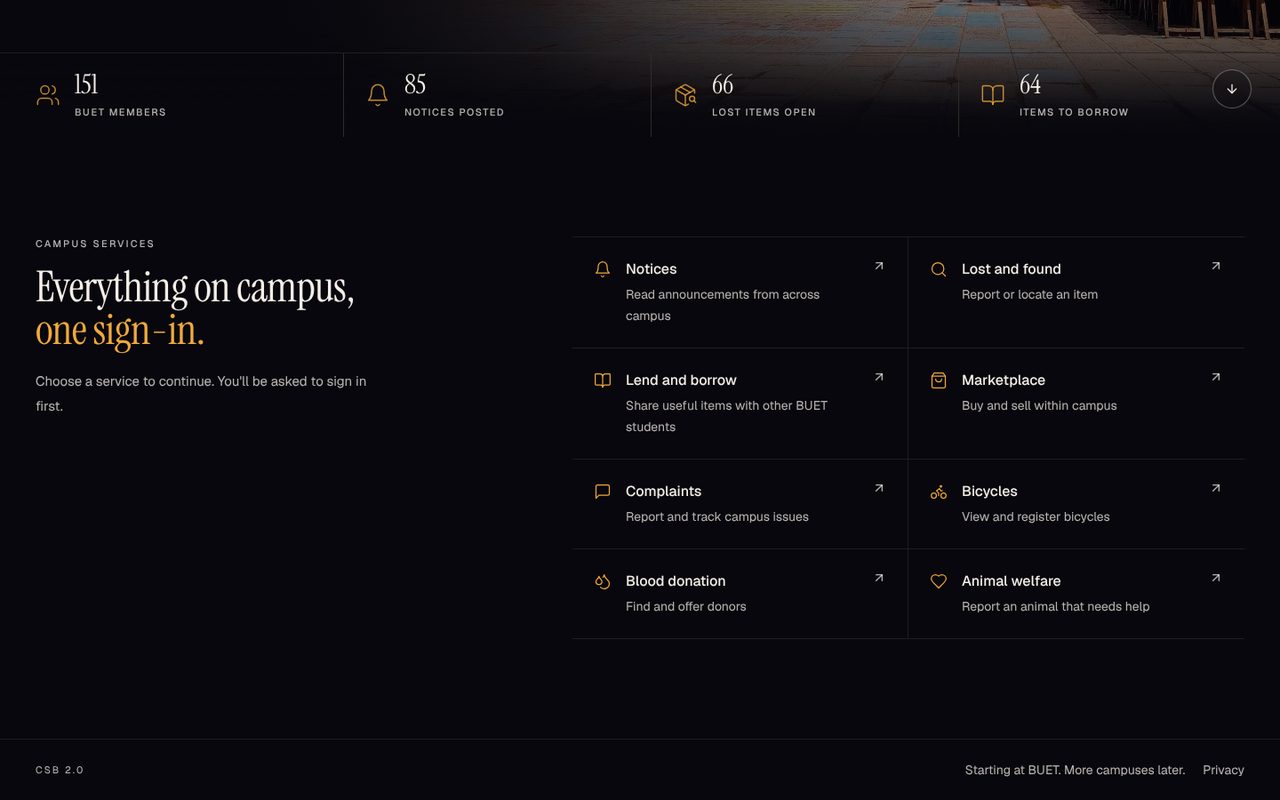 151
BUET MEMBERS
85
NOTICES POSTED
66
LOST ITEMS OPEN
64
ITEMS TO BORROW
CAMPUS SERVICES
Everything on campus,
one sign-in.
Choose a service to continue. You'll be asked to sign in
first.
Notices
Read announcements from across
campus
Lost and found
Report or locate an item
Lend and borrow
Share useful items with other BUET
students
Marketplace
Buy and sell within campus
Complaints
Report and track campus issues
Bicycles
View and register bicycles
Blood donation
Find and offer donors
Animal welfare
Report an animal that needs help
CSB 2.0
Starting at BUET. More campuses later.
Privacy